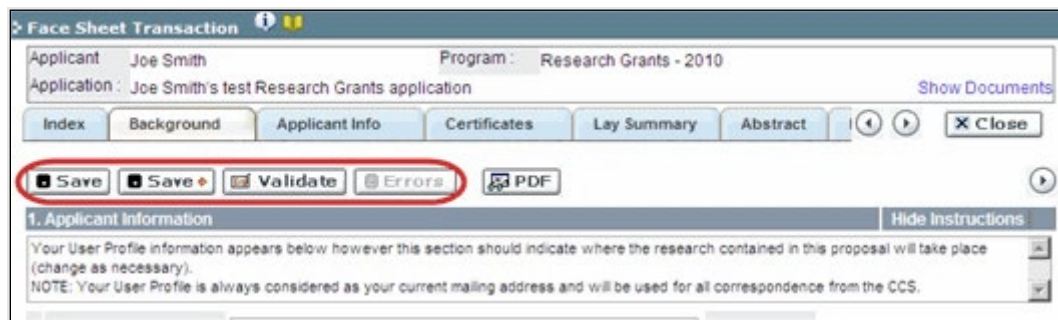 Face Sheet Transaction
Applicant Joe Smith Program : Research Grants - 2010
Application : Joe Smith's test Research Grants application Show Documents
Index Background Applicant Info Certificates Lay Summary Abstract Close
Save Save Validate Errors PDF
1. Applicant Information Hide Instructions
Your User Profile information appears below however this section should indicate where the research contained in this proposal will take place
(change as necessary).
NOTE: Your User Profile is always considered as your current mailing address and will be used for all correspondence from the CCS.